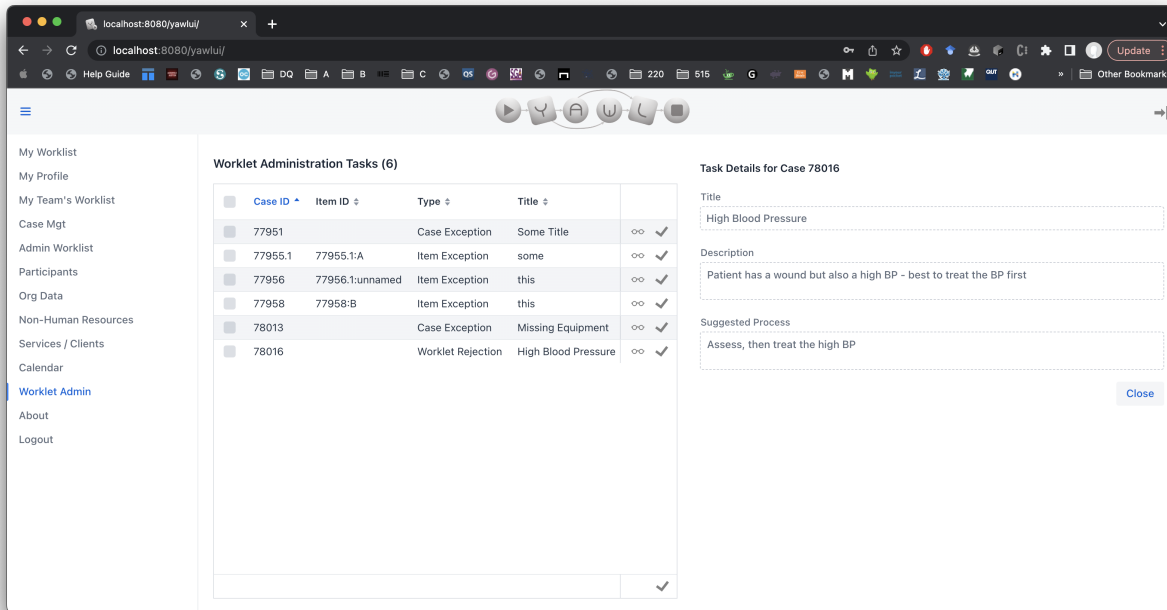 localhost:8080/yawlui/
localhost:8080/yawlui/
Update
Help Guide
DQ
A
B
C
QS
G
220
515
G
M
QUT
H
»
Other Bookmark
YAWL
My Worklist
My Profile
My Team's Worklist
Case Mgt
Admin Worklist
Participants
Org Data
Non-Human Resources
Services / Clients
Calendar
Worklet Admin
About
Logout
Worklet Administration Tasks (6)
Case ID Item ID Type Title
77951 Case Exception Some Title
77955.1 77955.1:A Item Exception some
77956 77956.1:unnamed Item Exception this
77958 77958:B Item Exception this
78013 Case Exception Missing Equipment
78016 Worklet Rejection High Blood Pressure
Task Details for Case 78016
Title
High Blood Pressure
Description
Patient has a wound but also a high BP - best to treat the BP first
Suggested Process
Assess, then treat the high BP
Close